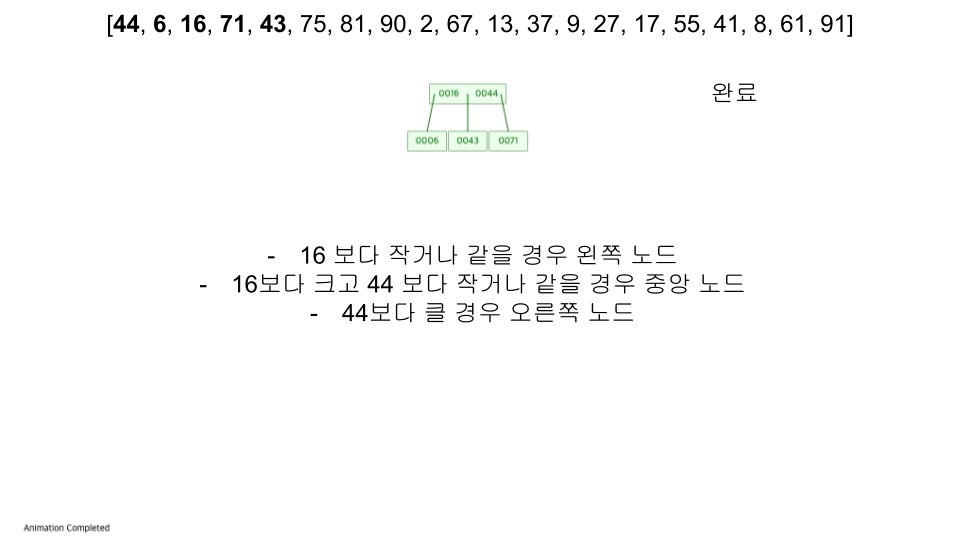 [44, 6, 16, 71, 43, 75, 81, 90, 2, 67, 13, 37, 9, 27, 17, 55, 41, 8, 61, 91]
완료
0016 0044
0006 0043 0071
- 16 보다 작거나 같을 경우 왼쪽 노드
- 16보다 크고 44 보다 작거나 같을 경우 중앙 노드
- 44보다 클 경우 오른쪽 노드
Animation Completed